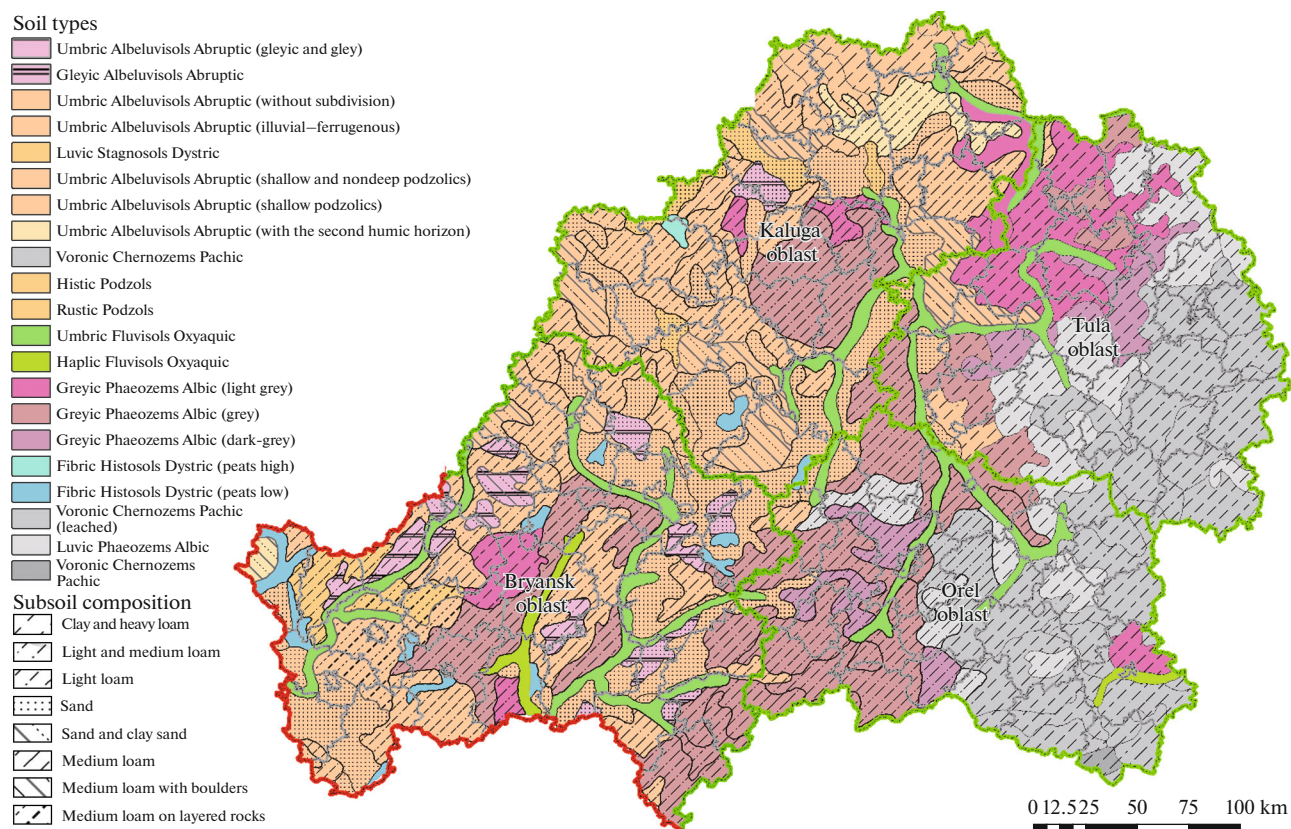 Soil types
Umbric Albeluvisols Abruptic (gleyic and gley)
Gleyic Albeluvisols Abruptic
Umbric Albeluvisols Abruptic (without subdivision)
Umbric Albeluvisols Abruptic (illuvial–ferrugenous)
Luvic Stagnosols Dystric
Umbric Albeluvisols Abruptic (shallow and nondeep podzolics)
Umbric Albeluvisols Abruptic (shallow podzolics)
Umbric Albeluvisols Abruptic (with the second humic horizon)
Voronic Chernozems Pachic
Histic Podzols
Rustic Podzols
Umbric Fluvisols Oxyaquic
Haplic Fluvisols Oxyaquic
Greyic Phaeozems Albic (light grey)
Greyic Phaeozems Albic (grey)
Greyic Phaeozems Albic (dark-grey)
Fibric Histosols Dystric (peats high)
Fibric Histosols Dystric (peats low)
Voronic Chernozems Pachic
(leached)
Luvic Phaeozems Albic
Voronic Chernozems
Pachic
Subsoil composition
Clay and heavy loam
Light and medium loam
Light loam
Sand
Sand and clay sand
Medium loam
Medium loam with boulders
Medium loam on layered rocks
Kaluga
oblast
Tula
oblast
Bryansk
oblast
Orel
oblast
0 12.5 25 50 75 100 km